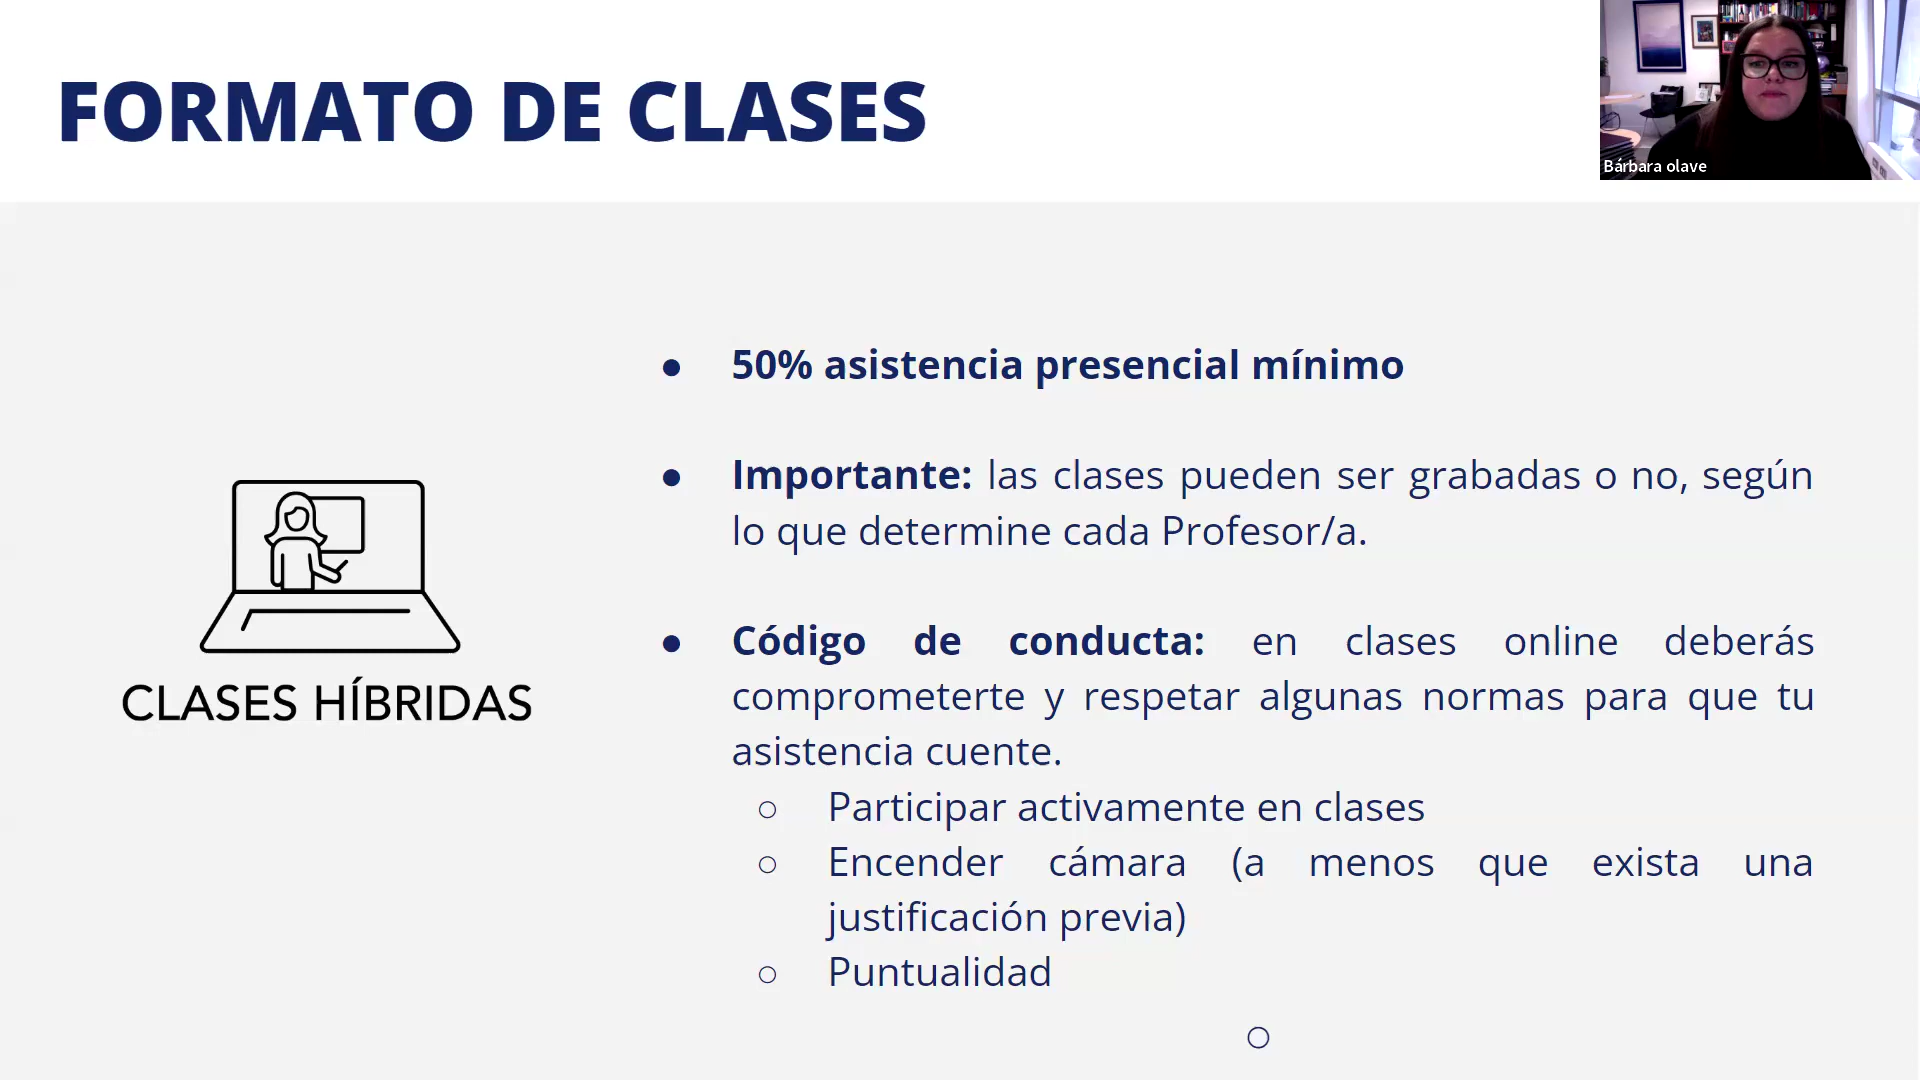 FORMATO DE CLASES
Bárbara olave
● 50% asistencia presencial mínimo
● Importante: las clases pueden ser grabadas o no, según
lo que determine cada Profesor/a.
● Código de conducta: en clases online deberás
comprometerte y respetar algunas normas para que tu
asistencia cuente.
○ Participar activamente en clases
○ Encender cámara (a menos que exista una
justificación previa)
○ Puntualidad
CLASES HÍBRIDAS